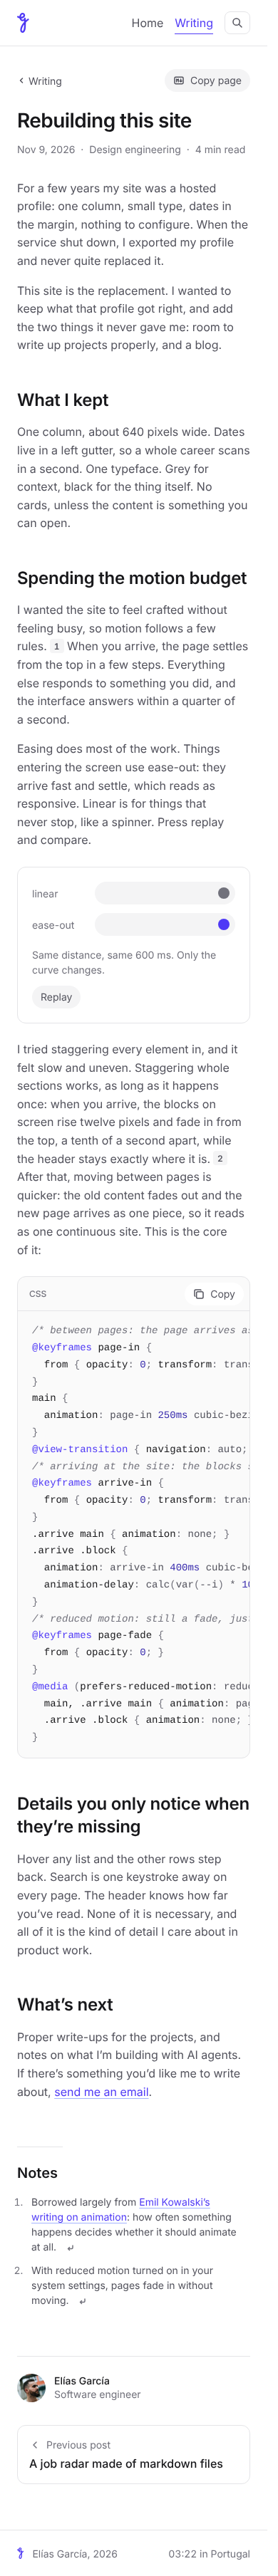 Home Writing
Writing
Copy page
Rebuilding this site
Nov 9, 2026 · Design engineering · 4 min read
For a few years my site was a hosted
profile: one column, small type, dates in
the margin, nothing to configure. When the
service shut down, I exported my profile
and never quite replaced it.
This site is the replacement. I wanted to
keep what that profile got right, and add
the two things it never gave me: room to
write up projects properly, and a blog.
What I kept
One column, about 640 pixels wide. Dates
live in a left gutter, so a whole career scans
in a second. One typeface. Grey for
context, black for the thing itself. No
cards, unless the content is something you
can open.
Spending the motion budget
I wanted the site to feel crafted without
feeling busy, so motion follows a few
rules. 1 When you arrive, the page settles
from the top in a few steps. Everything
else responds to something you did, and
the interface answers within a quarter of
a second.
Easing does most of the work. Things
entering the screen use ease-out: they
arrive fast and settle, which reads as
responsive. Linear is for things that
never stop, like a spinner. Press replay
and compare.
linear
ease-out
Same distance, same 600 ms. Only the
curve changes.
Replay
I tried staggering every element in, and it
felt slow and uneven. Staggering whole
sections works, as long as it happens
once: when you arrive, the blocks on
screen rise twelve pixels and fade in from
the top, a tenth of a second apart, while
the header stays exactly where it is. 2
After that, moving between pages is
quicker: the old content fades out and the
new page arrives as one piece, so it reads
as one continuous site. This is the core
of it:
CSS
Copy
/* between pages: the page arrives as
@keyframes page-in {
from { opacity: 0; transform: trans
}
main {
animation: page-in 250ms cubic-bezi
}
@view-transition { navigation: auto;
/* arriving at the site: the blocks s
@keyframes arrive-in {
from { opacity: 0; transform: trans
}
.arrive main { animation: none; }
.arrive .block {
animation: arrive-in 400ms cubic-be
animation-delay: calc(var(--i) * 10
}
/* reduced motion: still a fade, jus
@keyframes page-fade {
from { opacity: 0; }
}
@media (prefers-reduced-motion: reduc
main, .arrive main { animation: pag
.arrive .block { animation: none; }
}
Details you only notice when
they’re missing
Hover any list and the other rows step
back. Search is one keystroke away on
every page. The header knows how far
you’ve read. None of it is necessary, and
all of it is the kind of detail I care about in
product work.
What’s next
Proper write-ups for the projects, and
notes on what I’m building with AI agents.
If there’s something you’d like me to write
about, send me an email.
Notes
1. Borrowed largely from Emil Kowalski’s
writing on animation: how often something
happens decides whether it should animate
at all. ↵
2. With reduced motion turned on in your
system settings, pages fade in without
moving. ↵
Elías García
Software engineer
Previous post
A job radar made of markdown files
Elías García, 2026
03:22 in Portugal